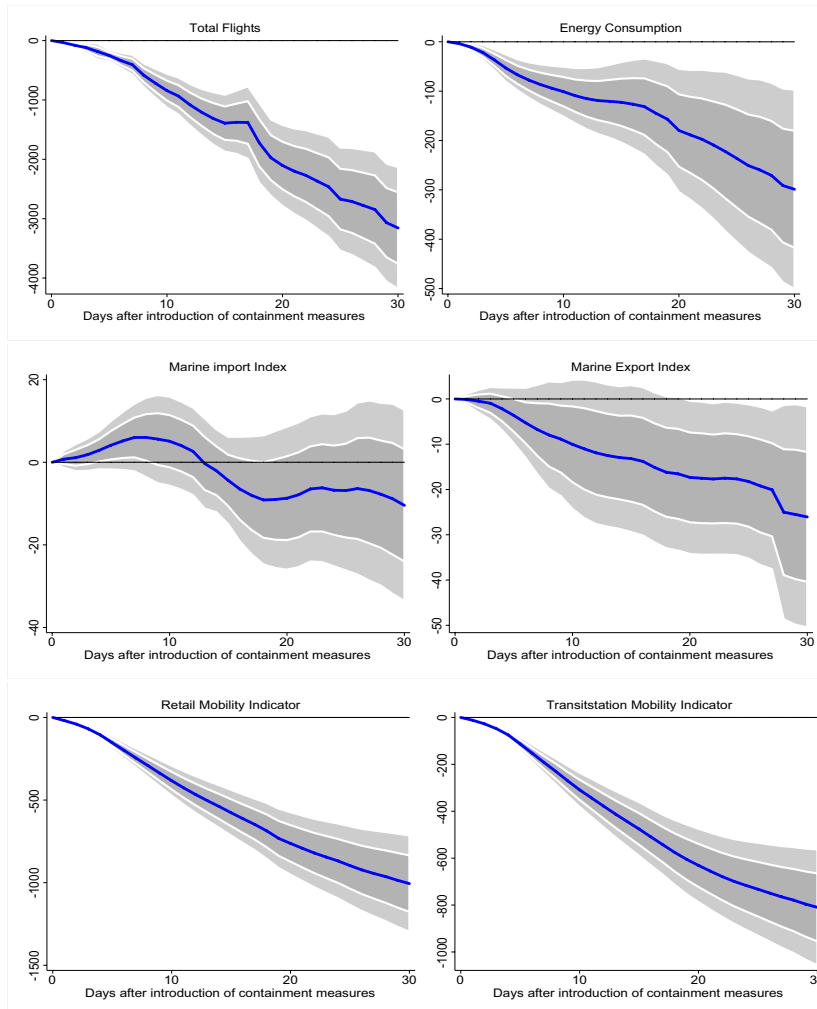 Total Flights
Energy Consumption
0
-1000
-2000
-3000
-4000
0 10 20 30
Days after introduction of containment measures
0
-100
-200
-300
-400
-500
0 10 20 30
Days after introduction of containment measures
Marine import Index
Marine Export Index
20
0
20
40
0 10 20 30
Days after introduction of containment measures
0
-10
-20
-30
-40
-50
0 10 20 30
Days after introduction of containment measures
Retail Mobility Indicator
Transitstation Mobility Indicator
0
-500
-1000
-1500
0 10 20 30
Days after introduction of containment measures
0
-200
-400
-600
-800
-1000
0 10 20
Days after introduction of containment measures